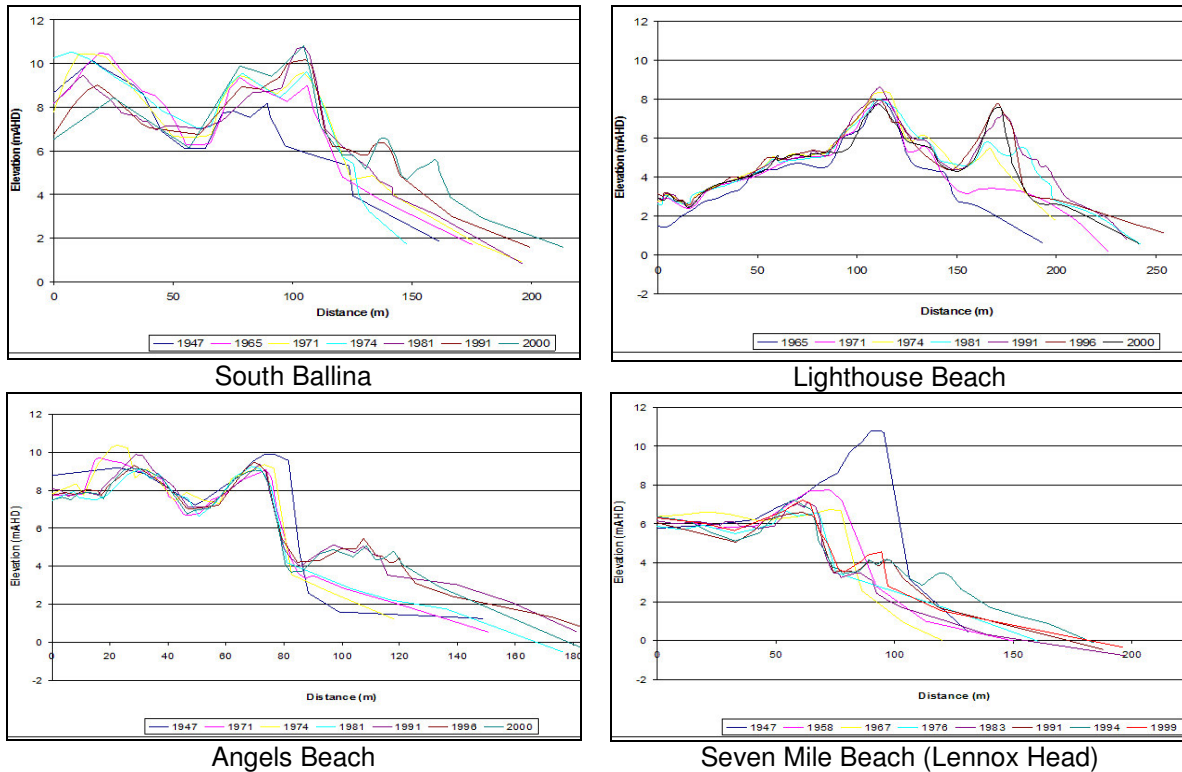 12
10
8
6
4
2
0
Elevation (mAHD)
0 50 100 150 200
Distance (m)
1947 1965 1971 1974 1981 1991 2000
South Ballina
12
10
8
6
4
2
0
-2
Elevation (mAHD)
0 50 100 150 200 250
Distance (m)
1965 1971 1974 1981 1991 1996 2000
Lighthouse Beach
12
10
8
6
4
2
0
-2
Elevation (mAHD)
0 20 40 60 80 100 120 140 160 180
Distance (m)
1947 1971 1974 1981 1991 1996 2000
Angels Beach
12
10
8
6
4
2
0
-2
Elevation (mAHD)
0 50 100 150 200
Distance (m)
1947 1958 1967 1976 1983 1991 1994 1999
Seven Mile Beach (Lennox Head)